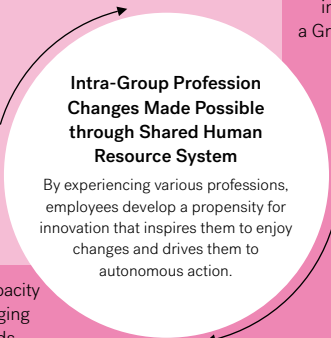 a Gr
Intra-Group Profession
Changes Made Possible
through Shared Human
Resource System
By experiencing various professions,
employees develop a propensity for
innovation that inspires them to enjoy
changes and drives them to
autonomous action.
pacity
ging